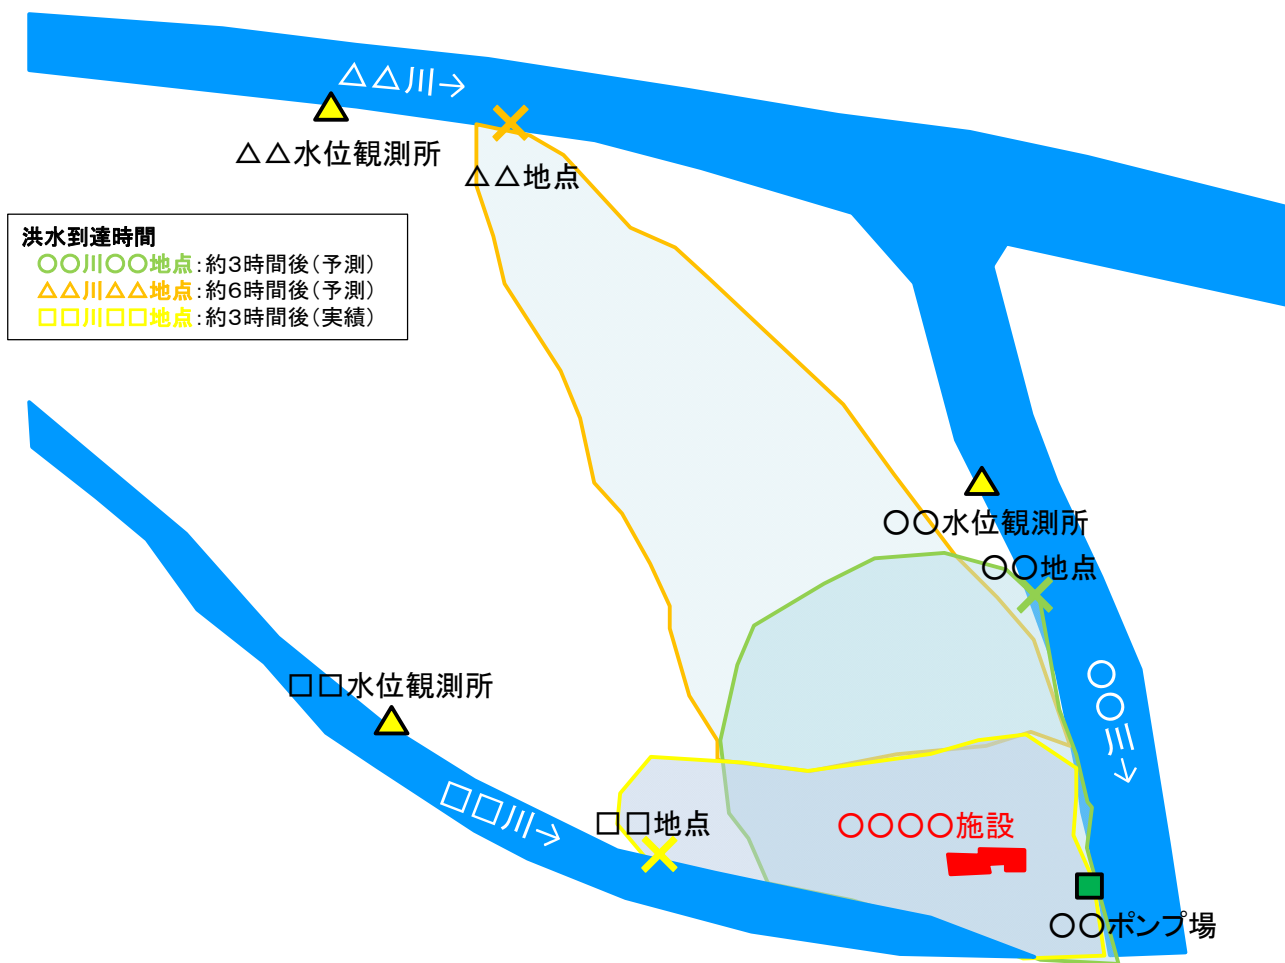 △△川→
△△水位観測所
△△地点
洪水到達時間
○○川○○地点：約3時間後（予測）
△△川△△地点：約6時間後（予測）
□□川□□地点：約3時間後（実績）
○○水位観測所
○○地点
○○川→
□□水位観測所
□□川→
□□地点
○○○○施設
○○ポンプ場